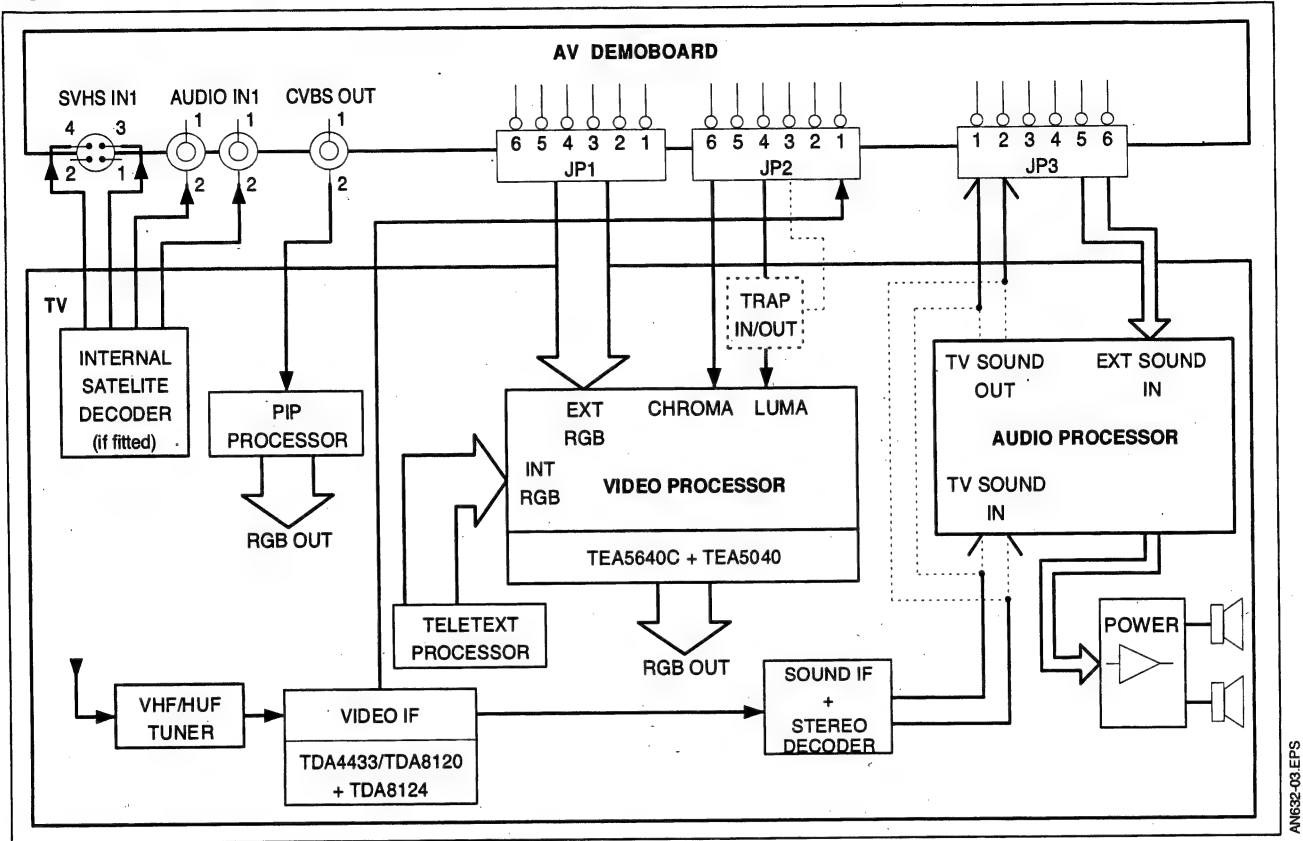 AV DEMOBOARD
SVHS IN1 AUDIO IN1 CVBS OUT
4 3 1 1 1
2 1 2 2 2
6 5 4 3 2 1
JP1
6 5 4 3 2 1
JP2
1 2 3 4 5 6
JP3
TV
INTERNAL
SATELITE
DECODER
(if fitted)
PIP
PROCESSOR
RGB OUT
TRAP
IN/OUT
EXT
RGB
CHROMA LUMA
INT
RGB
VIDEO PROCESSOR
TEA5640C + TEA5040
RGB OUT
TELETEXT
PROCESSOR
TV SOUND
OUT
EXT SOUND
IN
AUDIO PROCESSOR
TV SOUND
IN
POWER
VHF/HUF
TUNER
VIDEO IF
TDA4433/TDA8120
+ TDA8124
SOUND IF
+
STEREO
DECODER
AN632-03.EPS